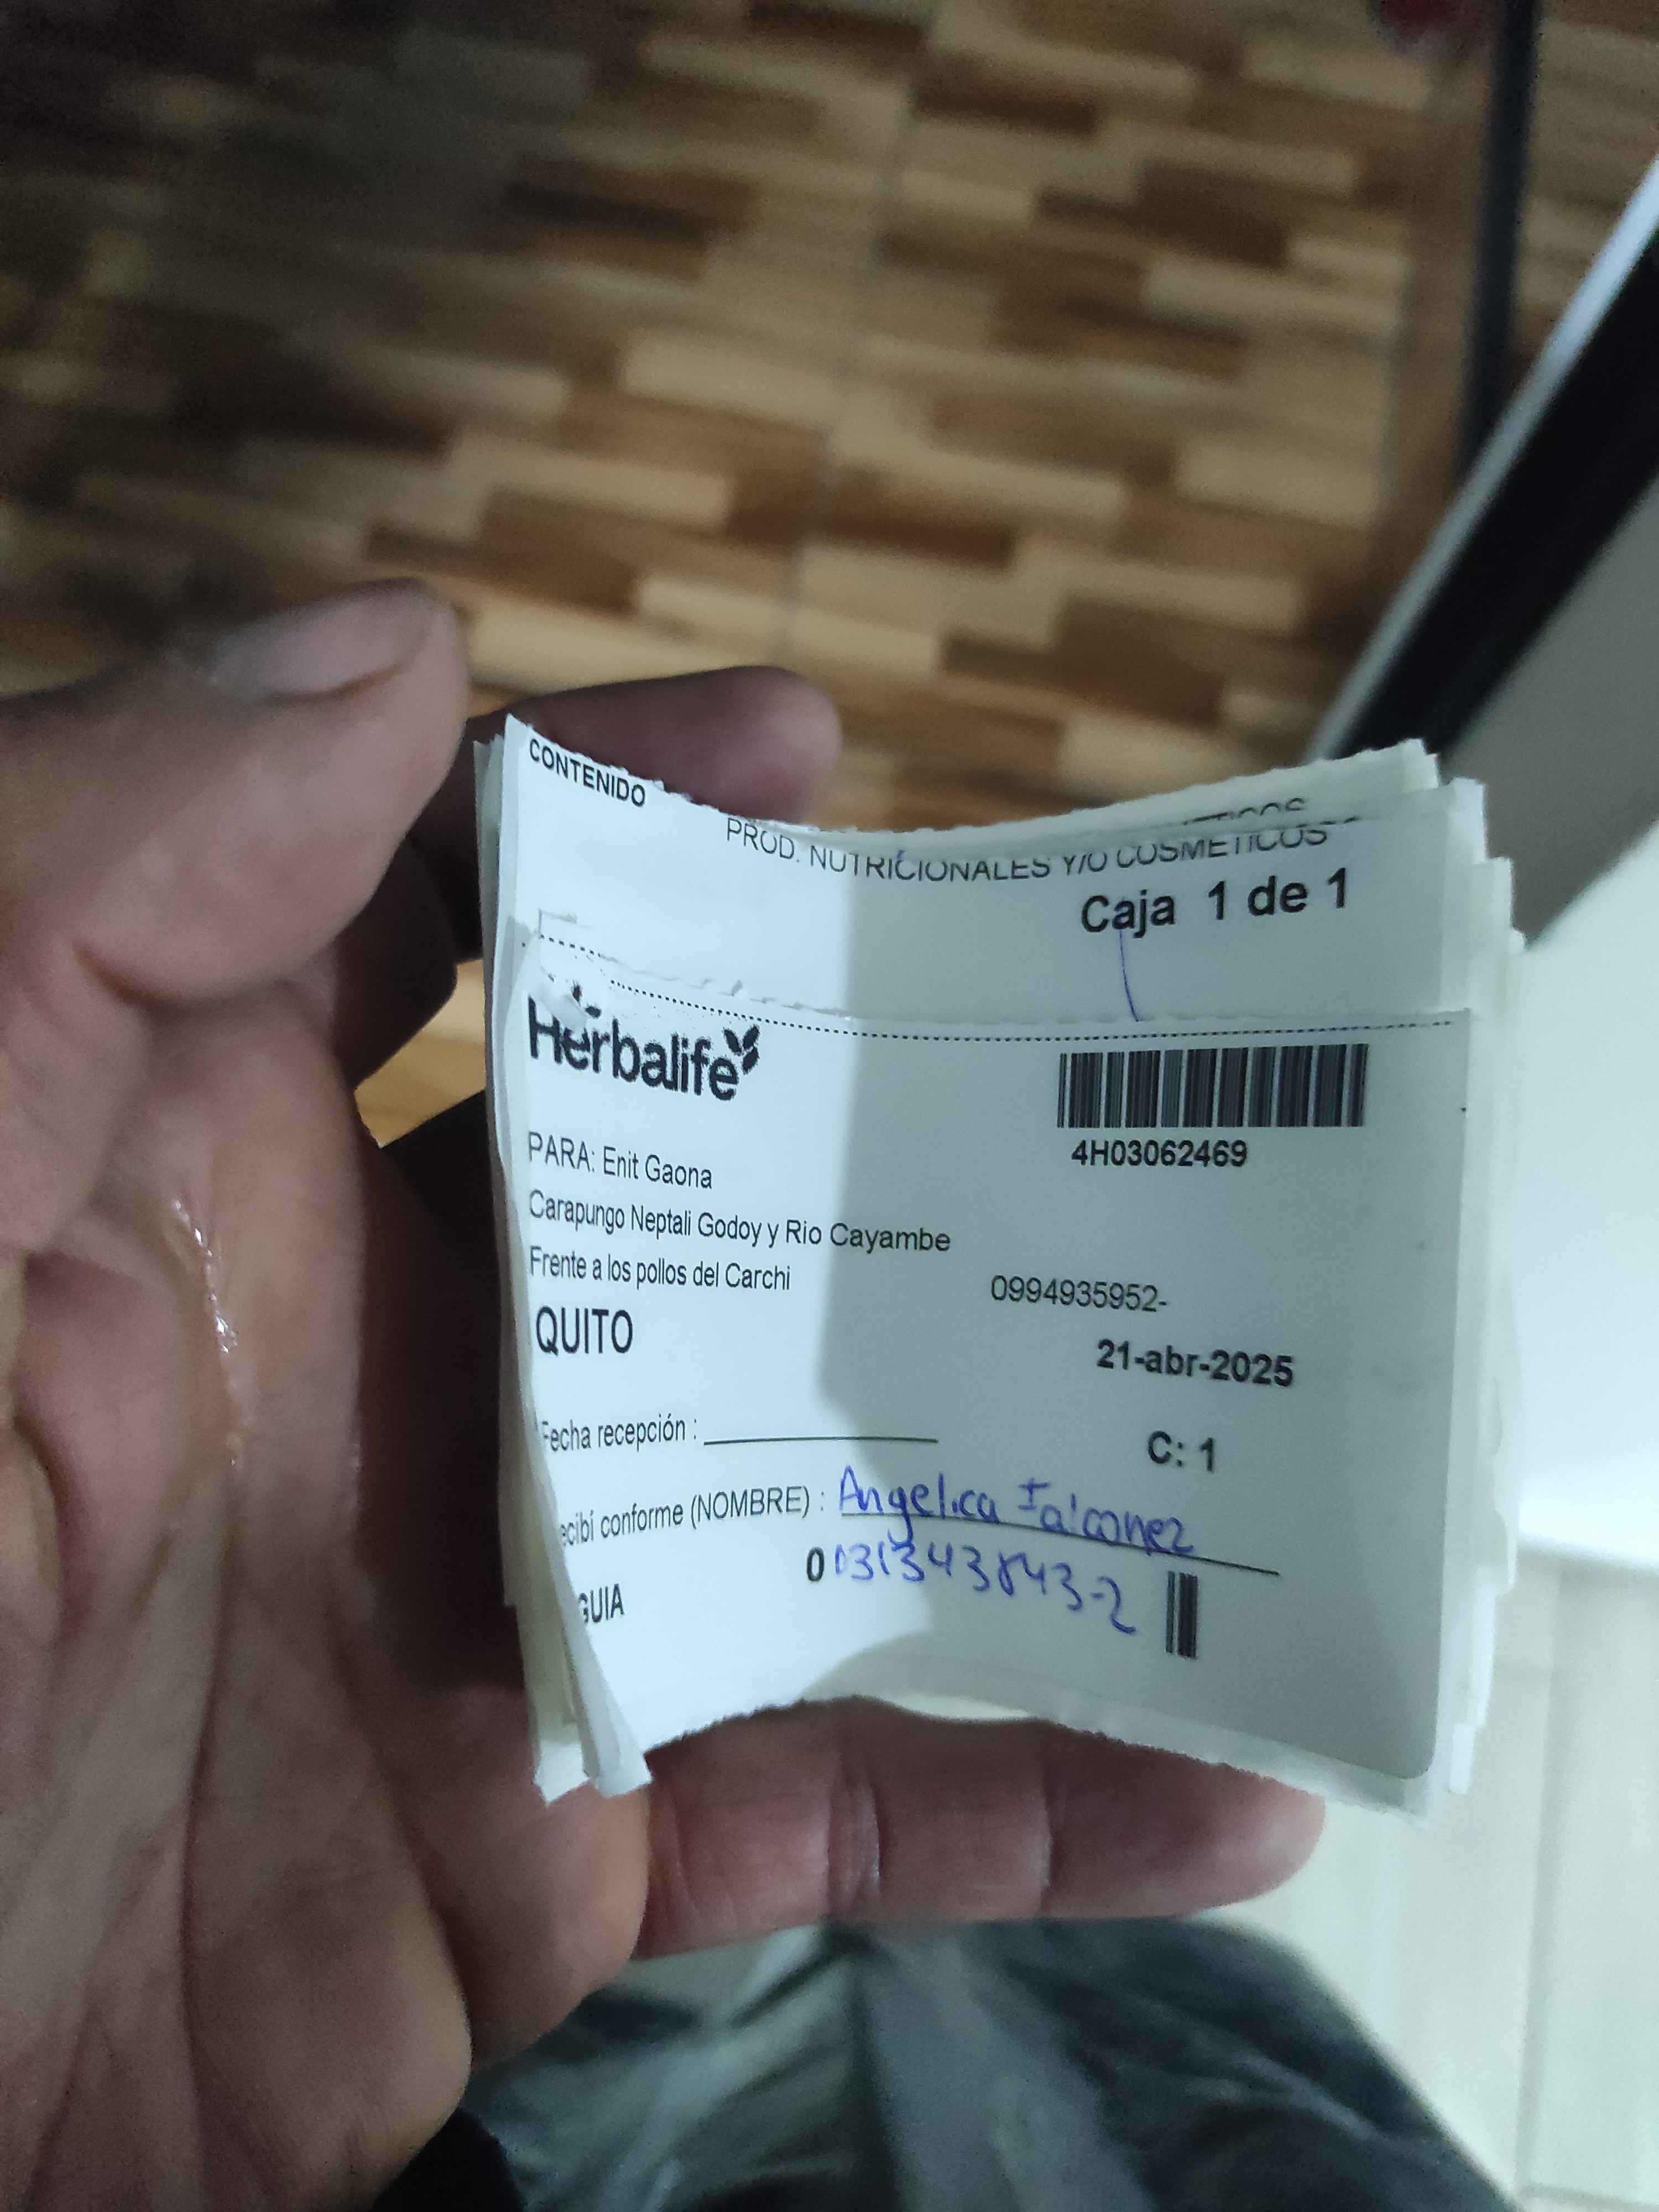 CONTENIDO
PROD. NUTRICIONALES Y/O COSMETICOS
Caja 1 de 1
Herbalife
4H03062469
PARA: Enit Gaona
Carapungo Neptali Godoy y Rio Cayambe
Frente a los pollos del Carchi
0994935952-
QUITO
21-abr-2025
Fecha recepción :
C: 1
ecibí conforme (NOMBRE) : Angelica Falconez
0
GUIA